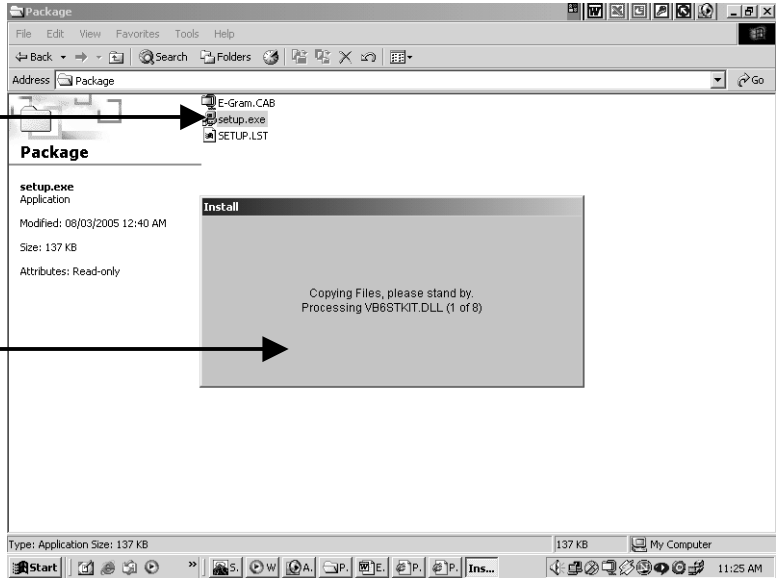 Package
File Edit View Favorites Tools Help
Back Search Folders
Address Package Go
E-Gram.CAB
setup.exe
SETUP.LST
Package
setup.exe
Application
Modified: 08/03/2005 12:40 AM
Size: 137 KB
Attributes: Read-only
Install
Copying Files, please stand by.
Processing VB6STKIT.DLL (1 of 8)
Type: Application Size: 137 KB 137 KB My Computer
Start » S. W A. P. E. P. P. Ins... 11:25 AM